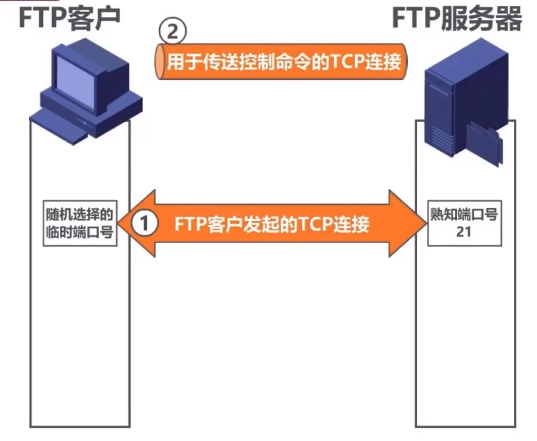 FTP客户
FTP服务器
②
用于传送控制命令的TCP连接
随机选择的
临时端口号
①
FTP客户发起的TCP连接
熟知端口号
21